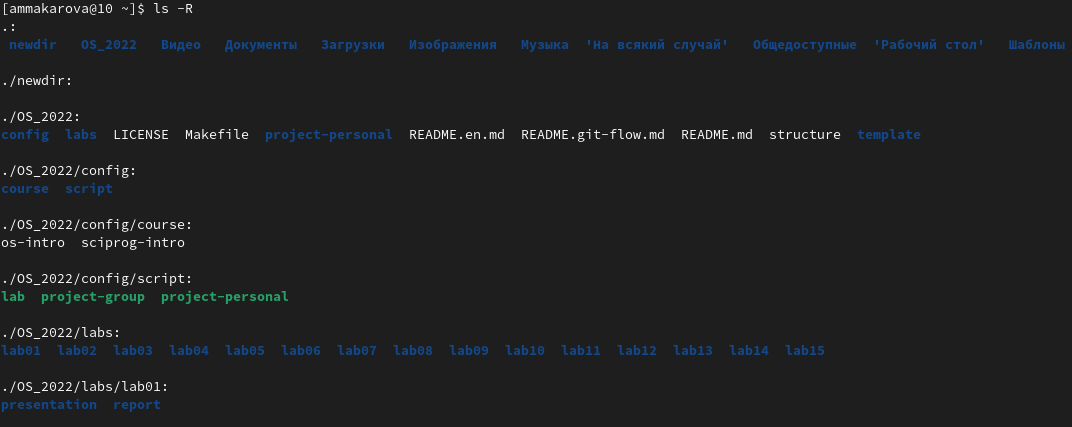 [ammakarova@10 ~]$ ls -R
.:
newdir OS_2022 Видео Документы Загрузки Изображения Музыка 'На всякий случай' Общедоступные 'Рабочий стол' Шаблоны
./newdir:
./OS_2022:
config labs LICENSE Makefile project-personal README.en.md README.git-flow.md README.md structure template
./OS_2022/config:
course script
./OS_2022/config/course:
os-intro sciprog-intro
./OS_2022/config/script:
lab project-group project-personal
./OS_2022/labs:
lab01 lab02 lab03 lab04 lab05 lab06 lab07 lab08 lab09 lab10 lab11 lab12 lab13 lab14 lab15
./OS_2022/labs/lab01:
presentation report